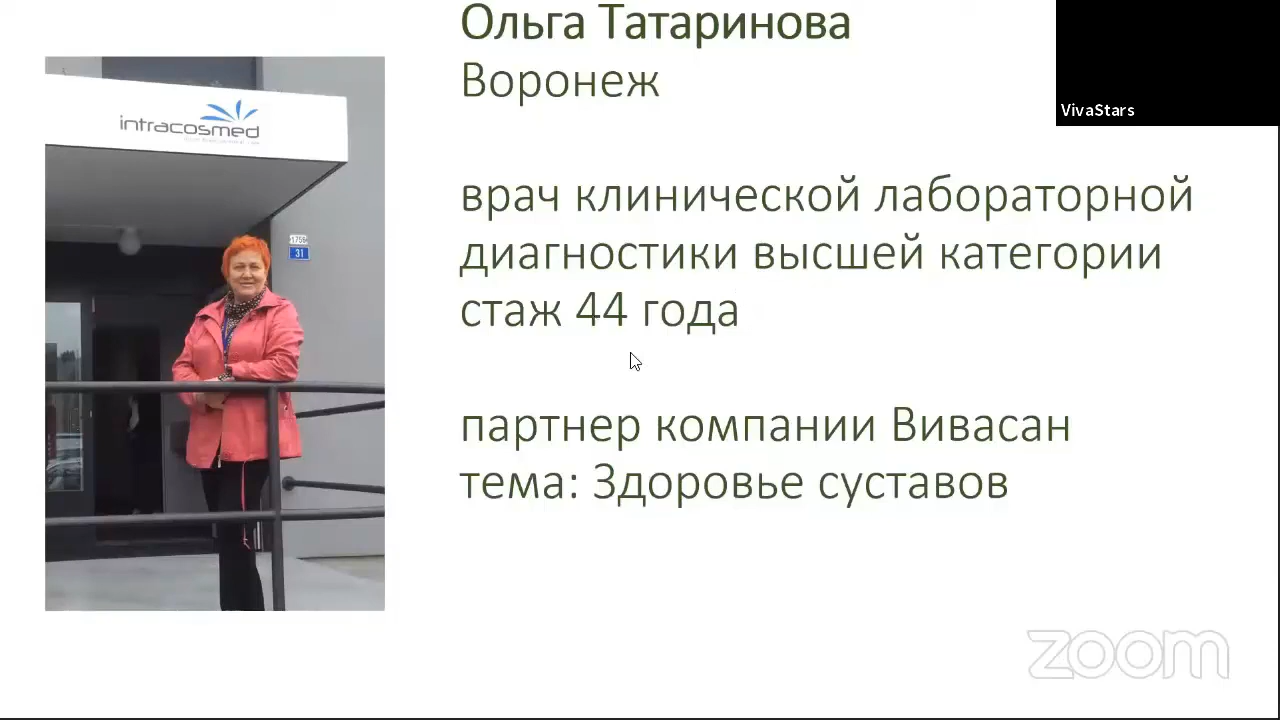 Ольга Татаринова
Воронеж
VivaStars
intracosmed
врач клинической лабораторной
диагностики высшей категории
стаж 44 года
1756
31
партнер компании Вивасан
тема: Здоровье суставов
zoom